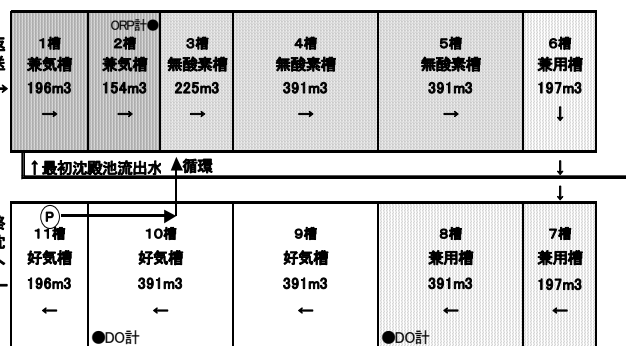 ORP計●
1槽 2槽 3槽 4槽 5槽 6槽
兼気槽 兼気槽 無酸素槽 無酸素槽 無酸素槽 兼用槽
196m3 154m3 225m3 391m3 391m3 197m3
→ → → → → ↓
↑最初沈殿池流出水 ▲循環 ↓
↓
P
11槽 10槽 9槽 8槽 7槽
好気槽 好気槽 好気槽 兼用槽 兼用槽
196m3 391m3 391m3 391m3 197m3
← ← ← ← ←
●DO計 ●DO計